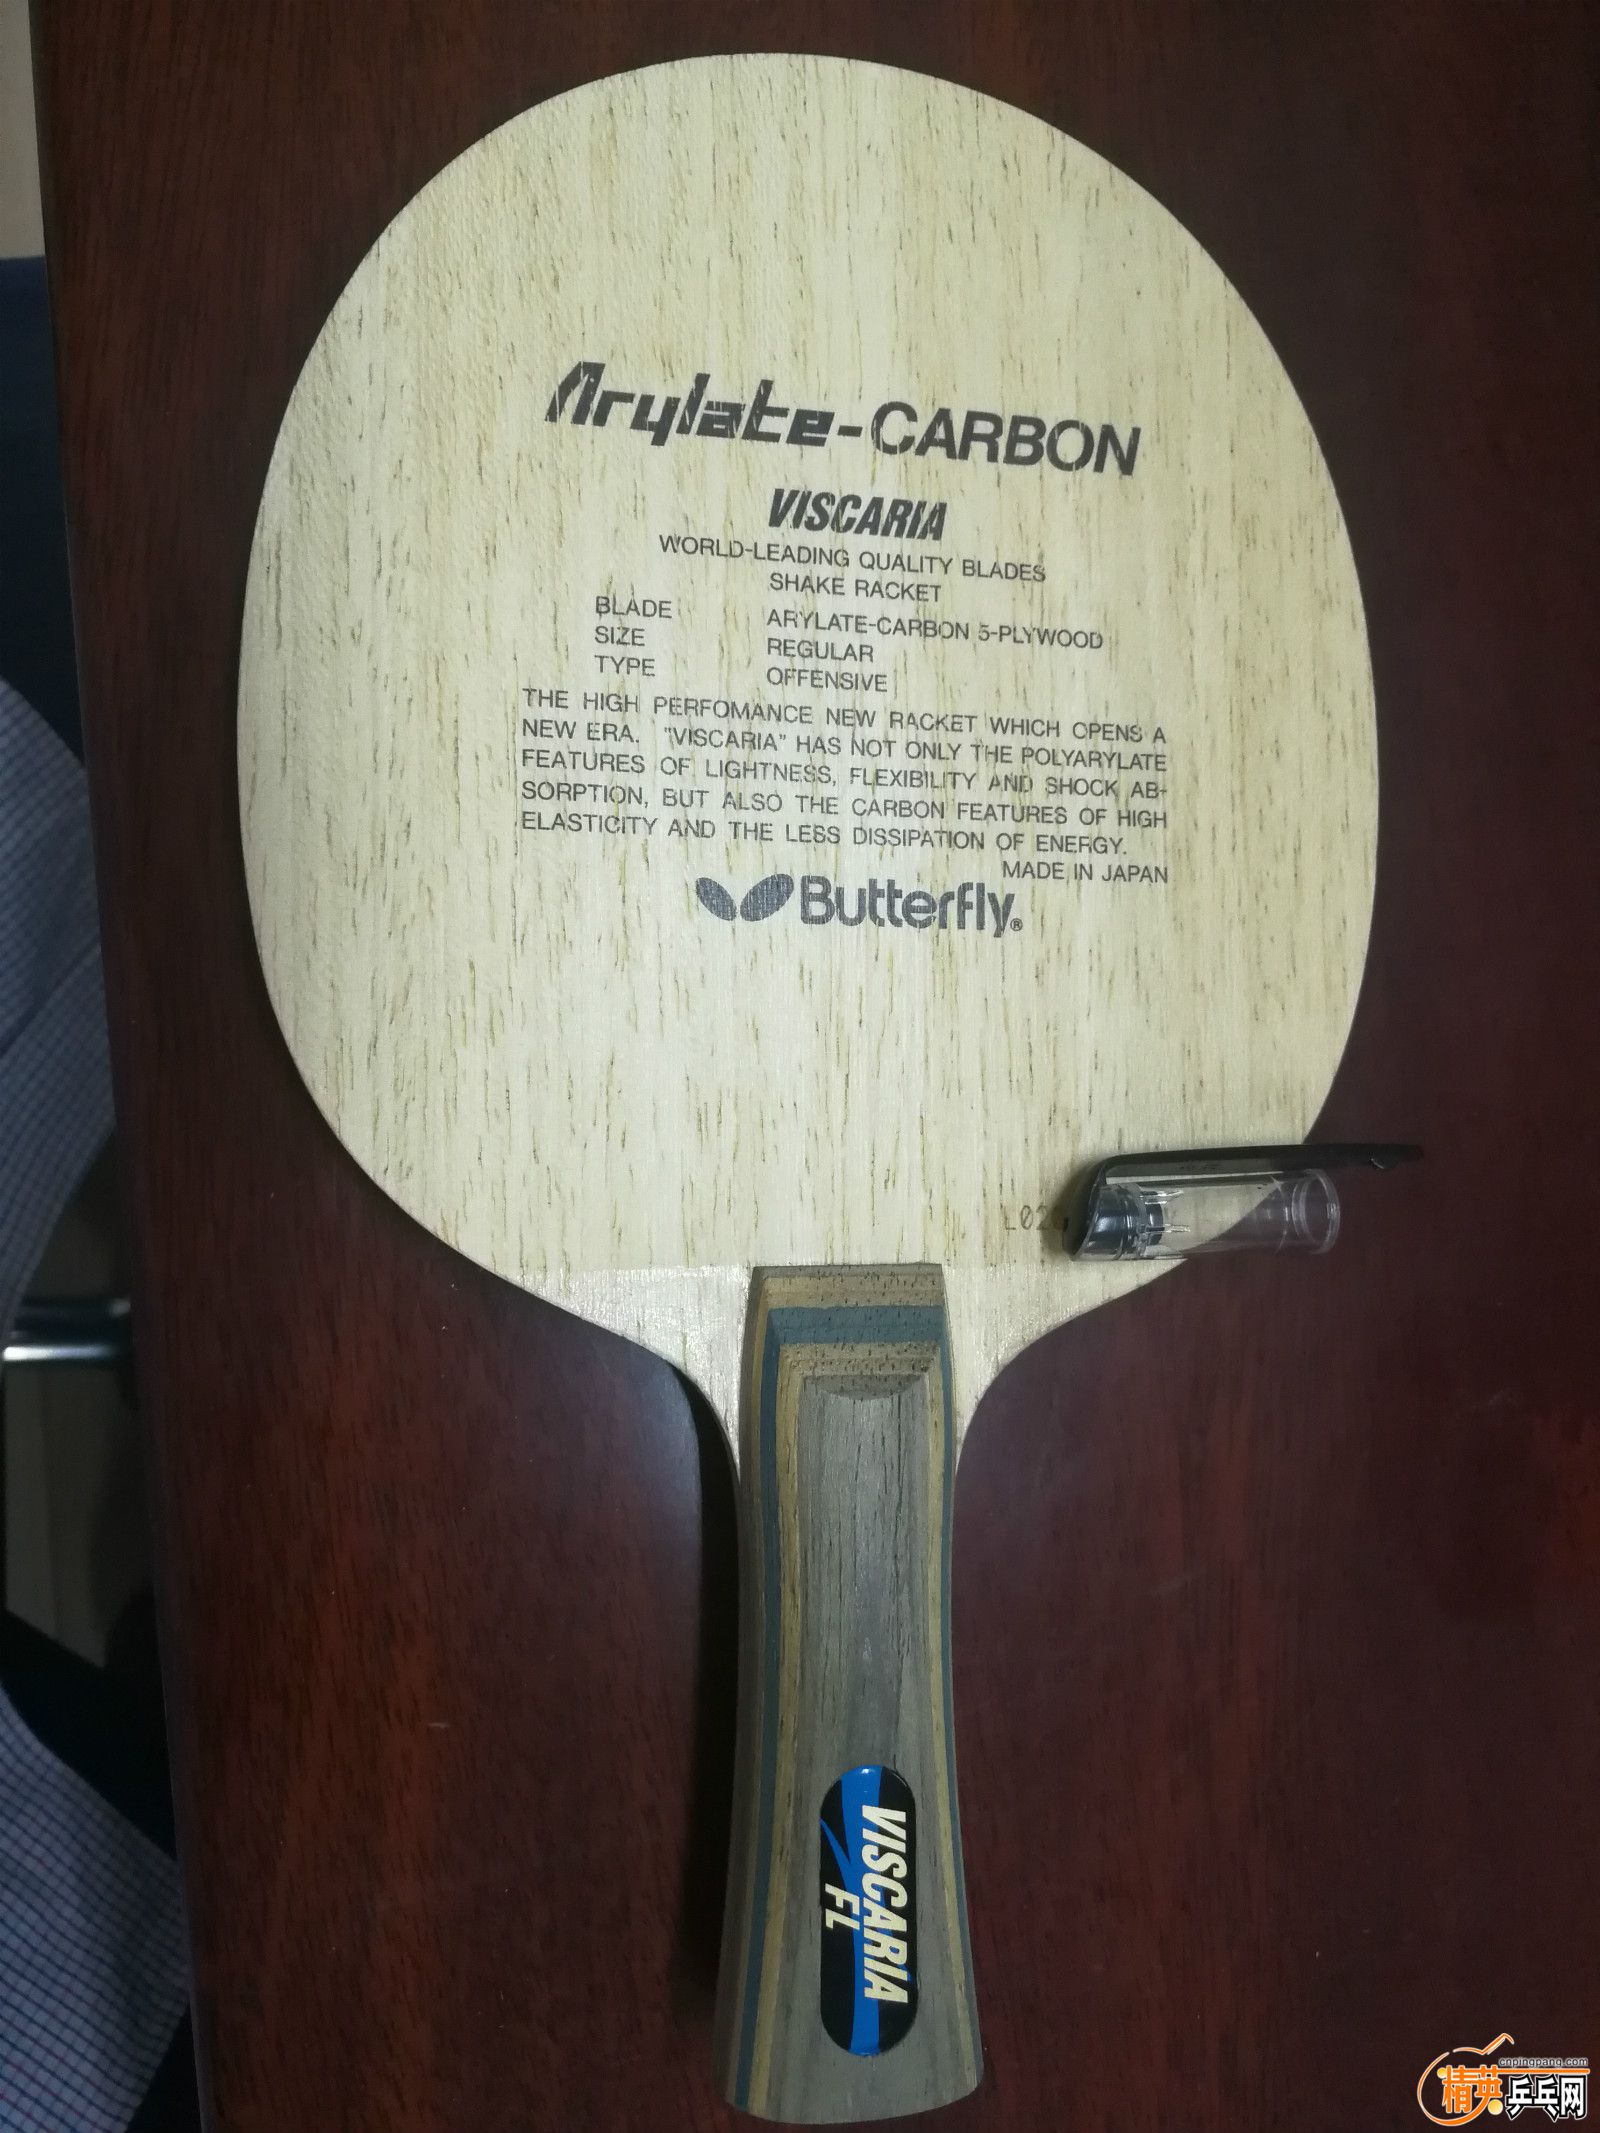 Arylate-CARBON
VISCARIA
WORLD-LEADING QUALITY BLADES
SHAKE RACKET
BLADE ARYLATE-CARBON 5-PLYWOOD
SIZE REGULAR
TYPE OFFENSIVE
THE HIGH PERFOMANCE NEW RACKET WHICH OPENS A
NEW ERA. "VISCARIA" HAS NOT ONLY THE POLYARYLATE
FEATURES OF LIGHTNESS, FLEXIBILITY AND SHOCK AB-
SORPTION, BUT ALSO THE CARBON FEATURES OF HIGH
ELASTICITY AND THE LESS DISSIPATION OF ENERGY.
MADE IN JAPAN
Butterfly®
VISCARIA
FL
cnpingpang.com
精英乒乓网